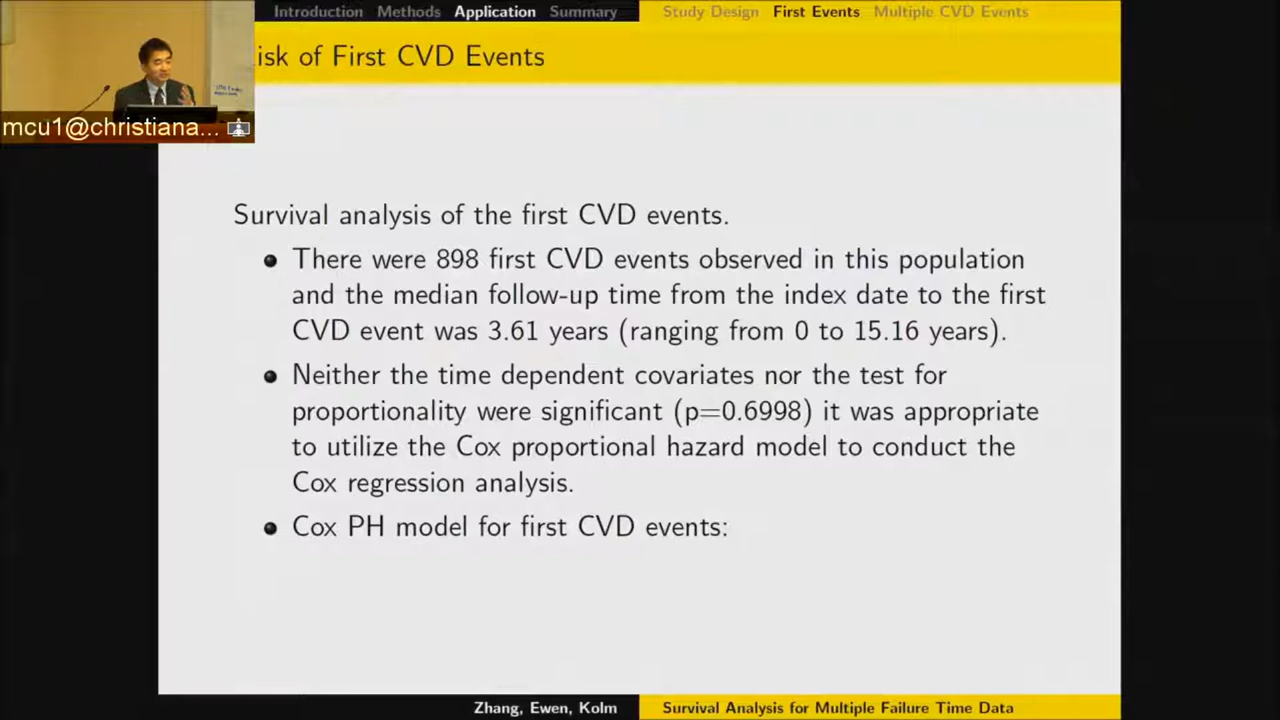 Introduction Methods Application Summary Study Design First Events Multiple CVD Events
isk of First CVD Events
mcu1@christiana...
Survival analysis of the first CVD events.
There were 898 first CVD events observed in this population
and the median follow-up time from the index date to the first
CVD event was 3.61 years (ranging from 0 to 15.16 years).
Neither the time dependent covariates nor the test for
proportionality were significant (p=0.6998) it was appropriate
to utilize the Cox proportional hazard model to conduct the
Cox regression analysis.
Cox PH model for first CVD events:
Zhang, Ewen, Kolm Survival Analysis for Multiple Failure Time Data